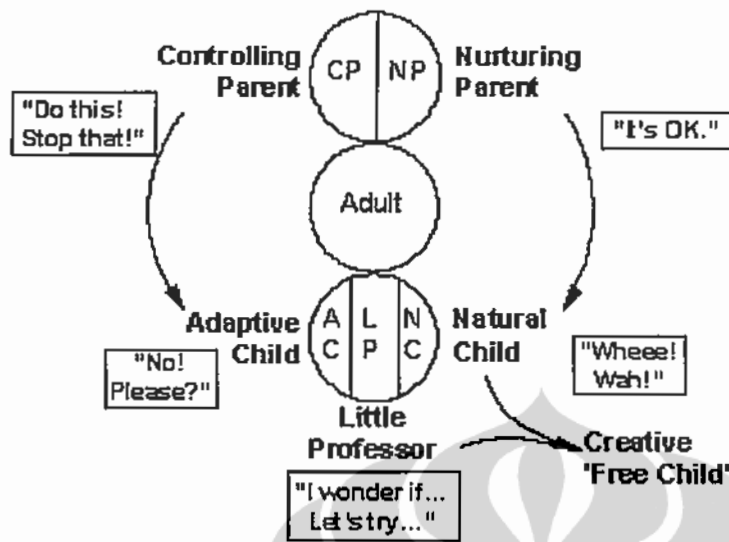 Controlling
Parent
CP
NP
Nurturing
Parent
"Do this!
Stop that!"
"It's OK."
Adult
Adaptive
Child
A
C
L
P
N
C
Natural
Child
"No!
Please?"
"Wheee!
Wah!"
Little
Professor
Creative
"Free Child"
"I wonder if...
Let's try..."